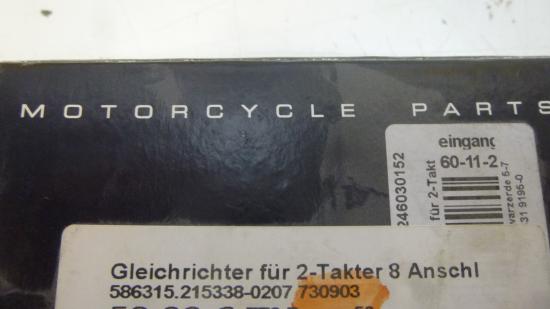 MOTORCYCLE PARTS
eingang
60-11-2
246030152
für 2-Takt
Gleichrichter für 2-Takter 8 Anschl
586315.215338-0207 730903